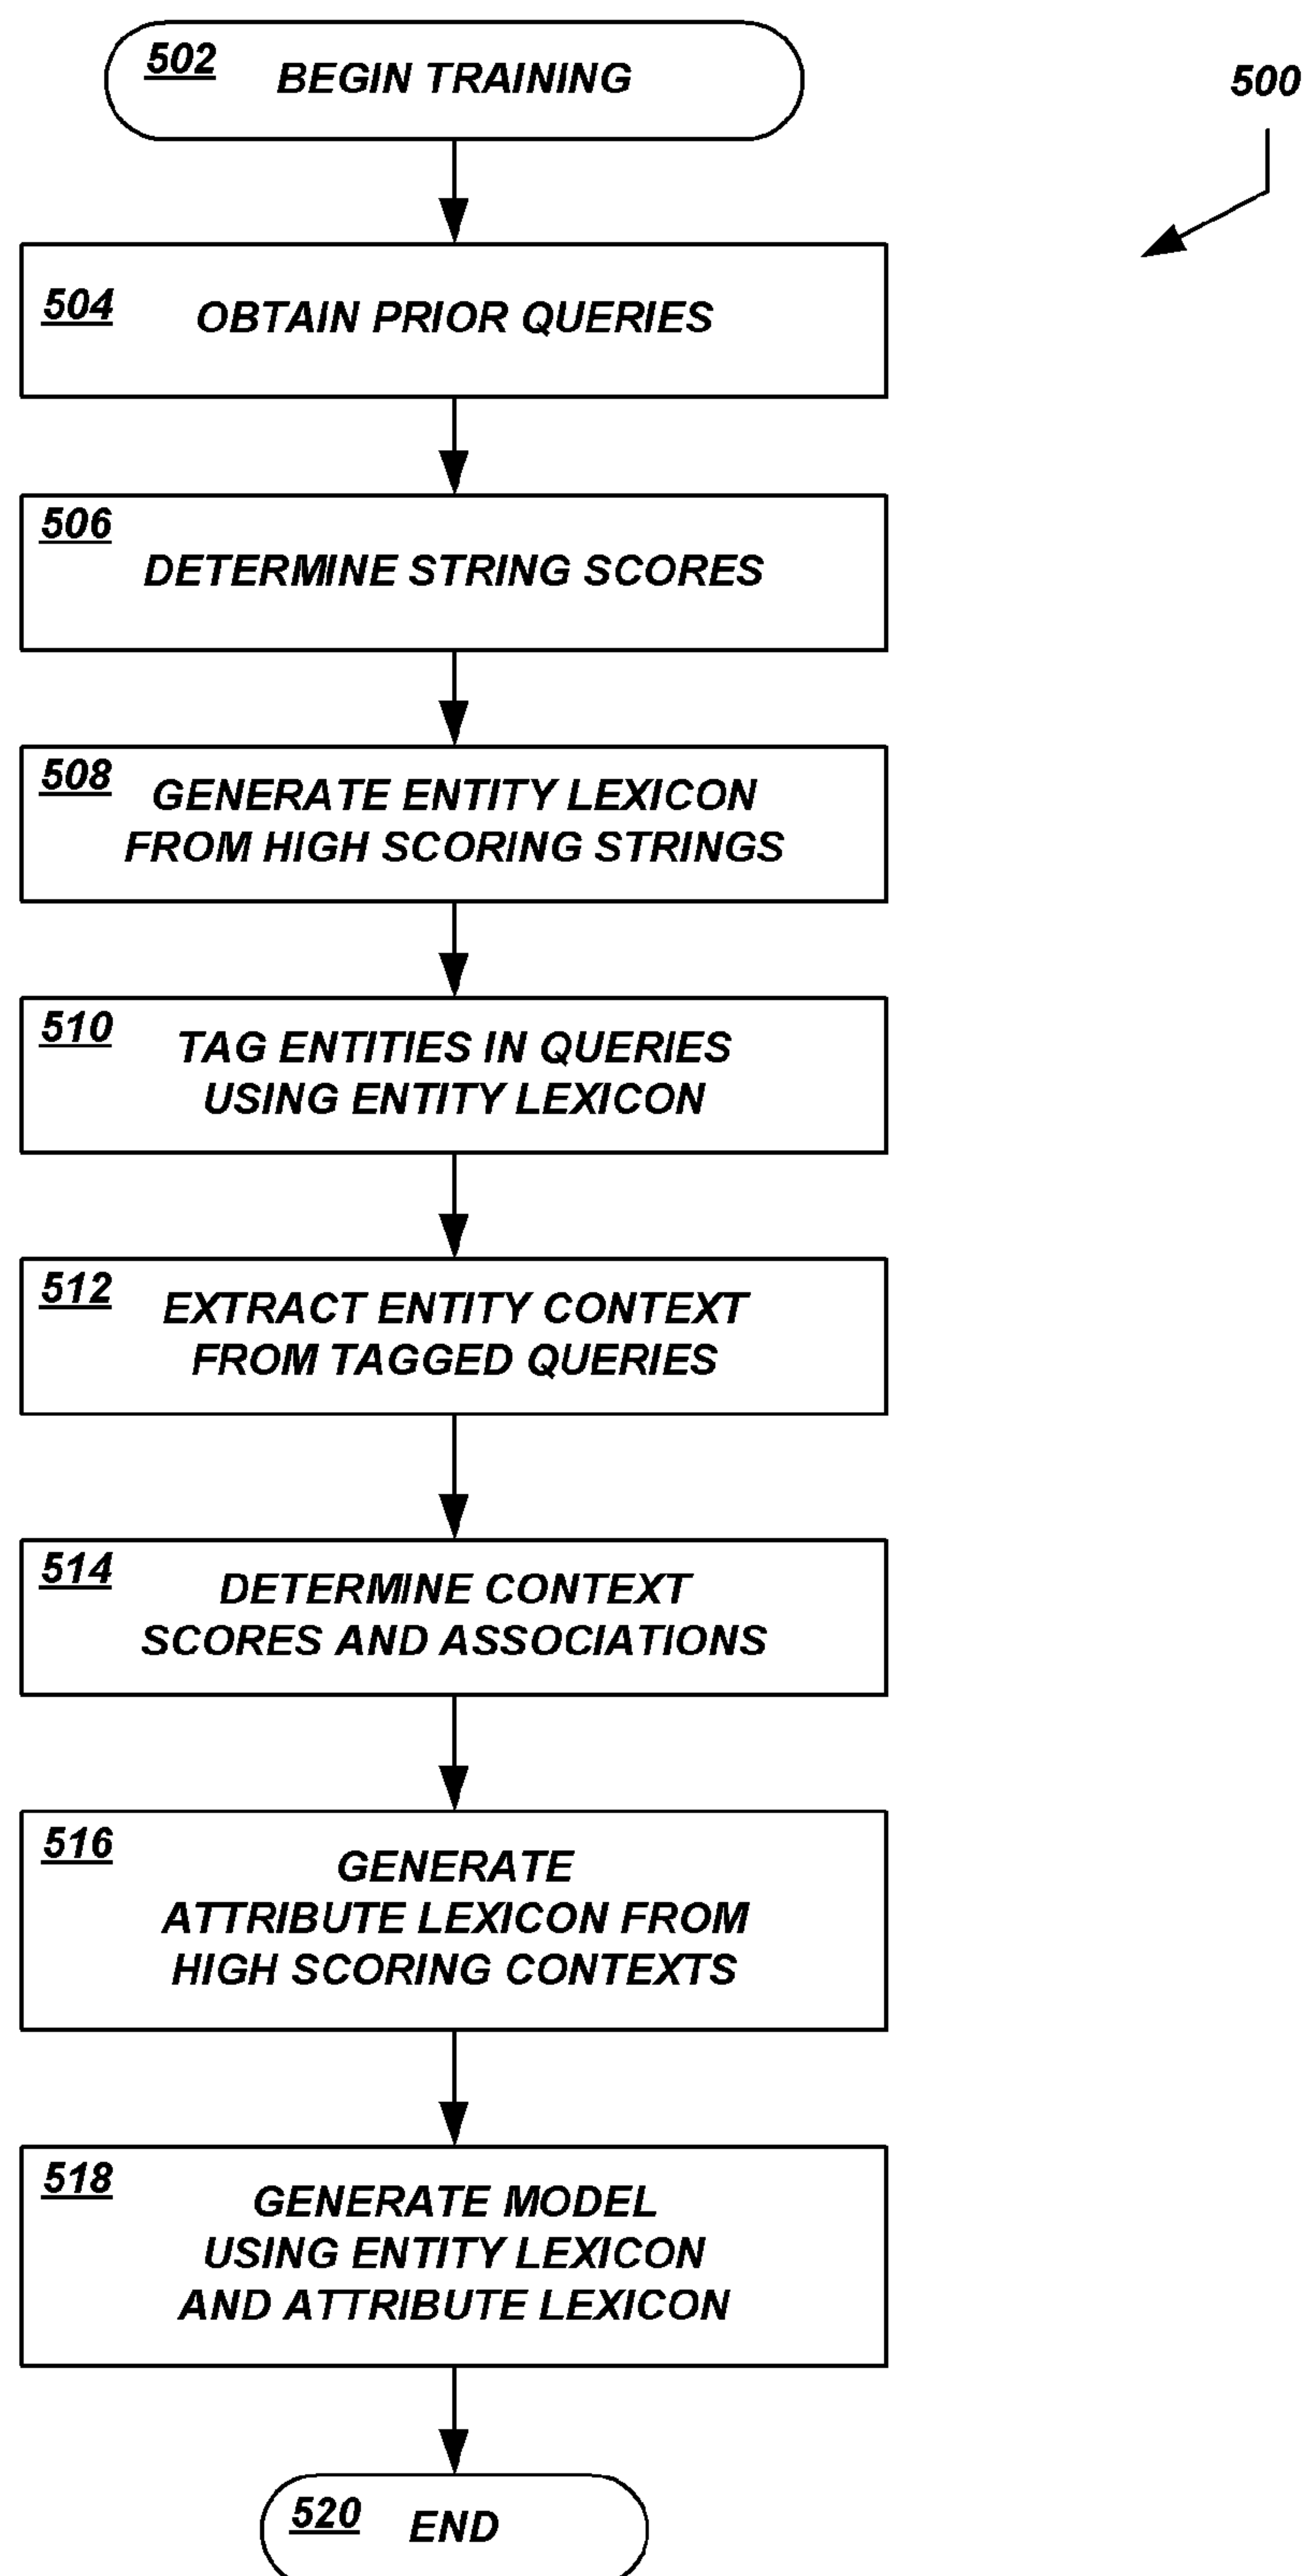 502 BEGIN TRAINING
500
504
OBTAIN PRIOR QUERIES
506
DETERMINE STRING SCORES
508
GENERATE ENTITY LEXICON
FROM HIGH SCORING STRINGS
510
TAG ENTITIES IN QUERIES
USING ENTITY LEXICON
512
EXTRACT ENTITY CONTEXT
FROM TAGGED QUERIES
514
DETERMINE CONTEXT
SCORES AND ASSOCIATIONS
516
GENERATE
ATTRIBUTE LEXICON FROM
HIGH SCORING CONTEXTS
518
GENERATE MODEL
USING ENTITY LEXICON
AND ATTRIBUTE LEXICON
520 END